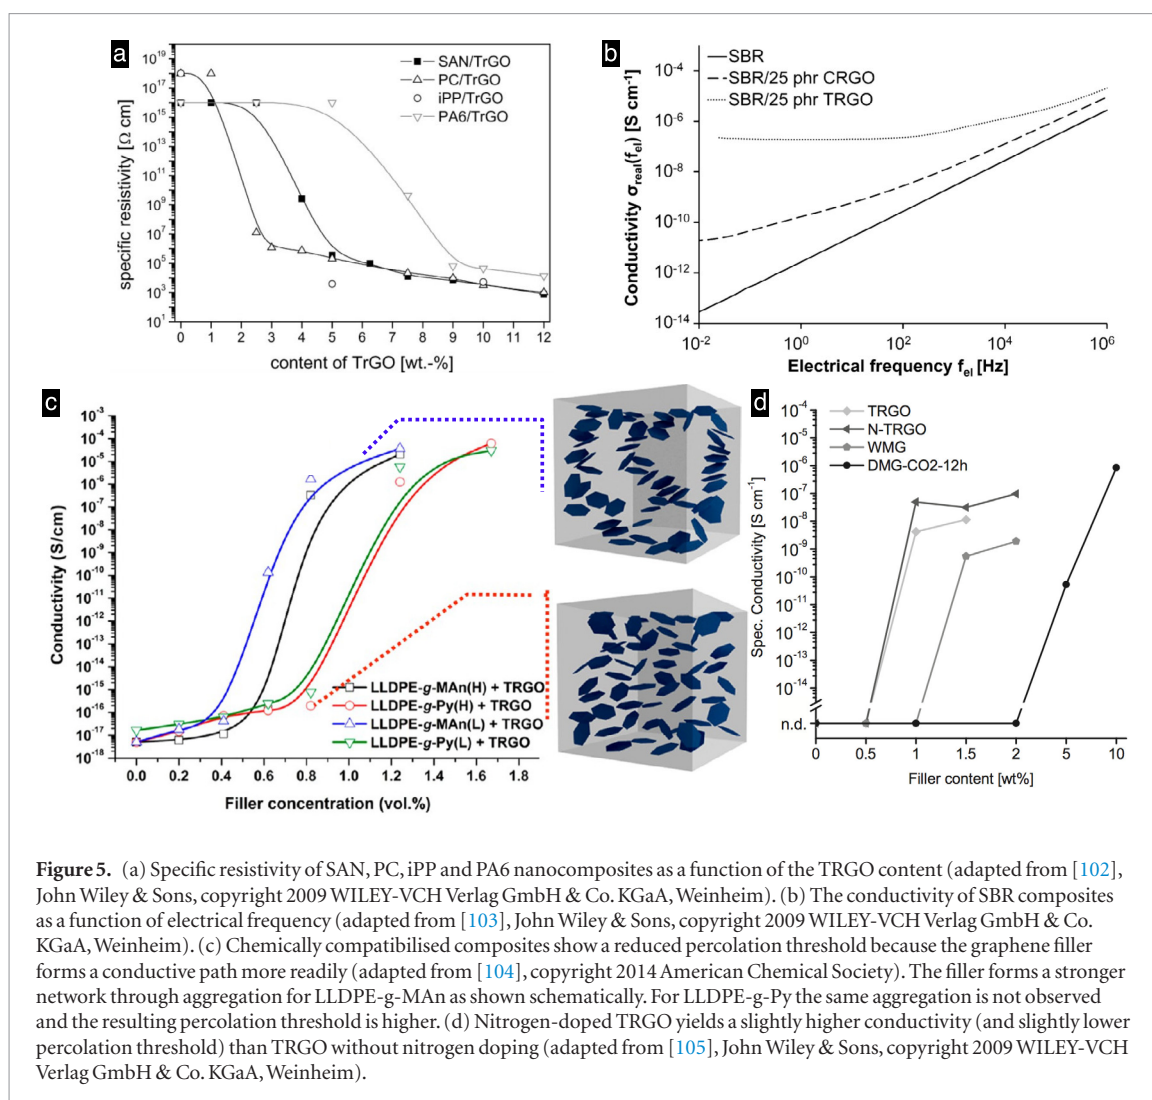 a
10^19
10^17
10^15
10^13
10^11
10^9
10^7
10^5
10^3
10^1
specific resistivity [Ω cm]
SAN/TrGO
PC/TrGO
iPP/TrGO
PA6/TrGO
0 1 2 3 4 5 6 7 8 9 10 11 12
content of TrGO [wt.-%]
b
SBR
SBR/25 phr CRGO
SBR/25 phr TRGO
10^-4
10^-6
10^-8
10^-10
10^-12
10^-14
Conductivity σreal(fel) [S cm^-1]
10^-2 10^0 10^2 10^4 10^6
Electrical frequency fel [Hz]
c
10^-3
10^-4
10^-5
10^-6
10^-7
10^-8
10^-9
10^-10
10^-11
10^-12
10^-13
10^-14
10^-15
10^-16
10^-17
10^-18
Conductivity (S/cm)
LLDPE-g-MAn(H) + TRGO
LLDPE-g-Py(H) + TRGO
LLDPE-g-MAn(L) + TRGO
LLDPE-g-Py(L) + TRGO
0.0 0.2 0.4 0.6 0.8 1.0 1.2 1.4 1.6 1.8
Filler concentration (vol.%)
d
TRGO
N-TRGO
WMG
DMG-CO2-12h
10^-4
10^-5
10^-6
10^-7
10^-8
10^-9
10^-10
10^-11
10^-12
10^-13
10^-14
n.d.
Spec. Conductivity [S cm^-1]
0 0.5 1 1.5 2 5 10
Filler content [wt%]
Figure 5. (a) Specific resistivity of SAN, PC, iPP and PA6 nanocomposites as a function of the TRGO content (adapted from [102],
John Wiley & Sons, copyright 2009 WILEY-VCH Verlag GmbH & Co. KGaA, Weinheim). (b) The conductivity of SBR composites
as a function of electrical frequency (adapted from [103], John Wiley & Sons, copyright 2009 WILEY-VCH Verlag GmbH & Co.
KGaA, Weinheim). (c) Chemically compatibilised composites show a reduced percolation threshold because the graphene filler
forms a conductive path more readily (adapted from [104], copyright 2014 American Chemical Society). The filler forms a stronger
network through aggregation for LLDPE-g-MAn as shown schematically. For LLDPE-g-Py the same aggregation is not observed
and the resulting percolation threshold is higher. (d) Nitrogen-doped TRGO yields a slightly higher conductivity (and slightly lower
percolation threshold) than TRGO without nitrogen doping (adapted from [105], John Wiley & Sons, copyright 2009 WILEY-VCH
Verlag GmbH & Co. KGaA, Weinheim).